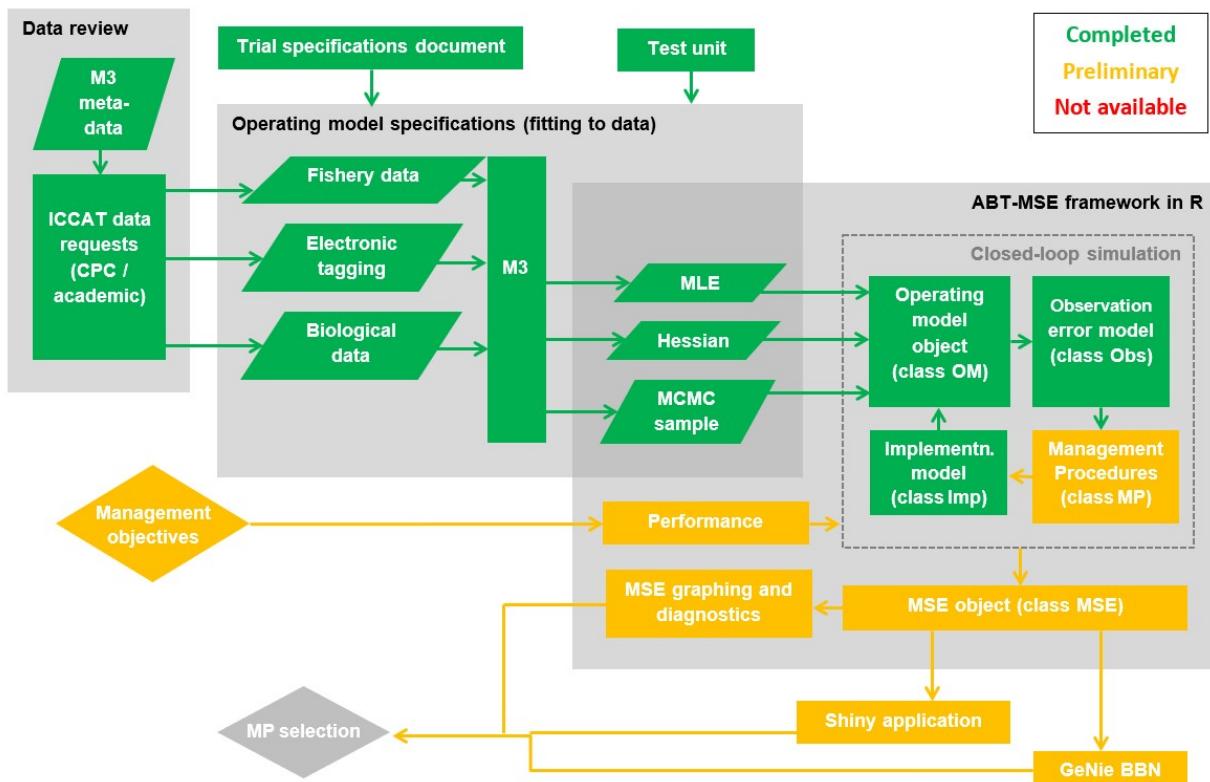 Data review
Trial specifications document
Test unit
Completed
Preliminary
Not available
M3
meta-
data
Operating model specifications (fitting to data)
ICCAT data
requests
(CPC /
academic)
Fishery data
Electronic
tagging
Biological
data
M3
ABT-MSE framework in R
Closed-loop simulation
MLE
Hessian
MCMC
sample
Operating
model
object
(class OM)
Observation
error model
(class Obs)
Implementn.
model
(class Imp)
Management
Procedures
(class MP)
Management
objectives
Performance
MSE graphing and
diagnostics
MSE object (class MSE)
MP selection
Shiny application
GeNie BBN